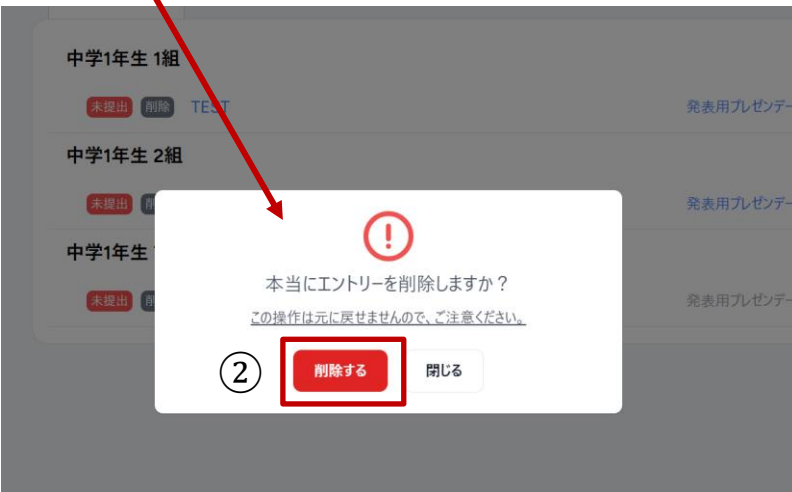 中学1年生 1組
未提出 削除 TEST 発表用プレゼンデー
中学1年生 2組
未提出 発表用プレゼンデー
中学1年生
未提出 発表用プレゼンデー
本当にエントリーを削除しますか？
この操作は元に戻せませんので、ご注意ください。
② 削除する 閉じる